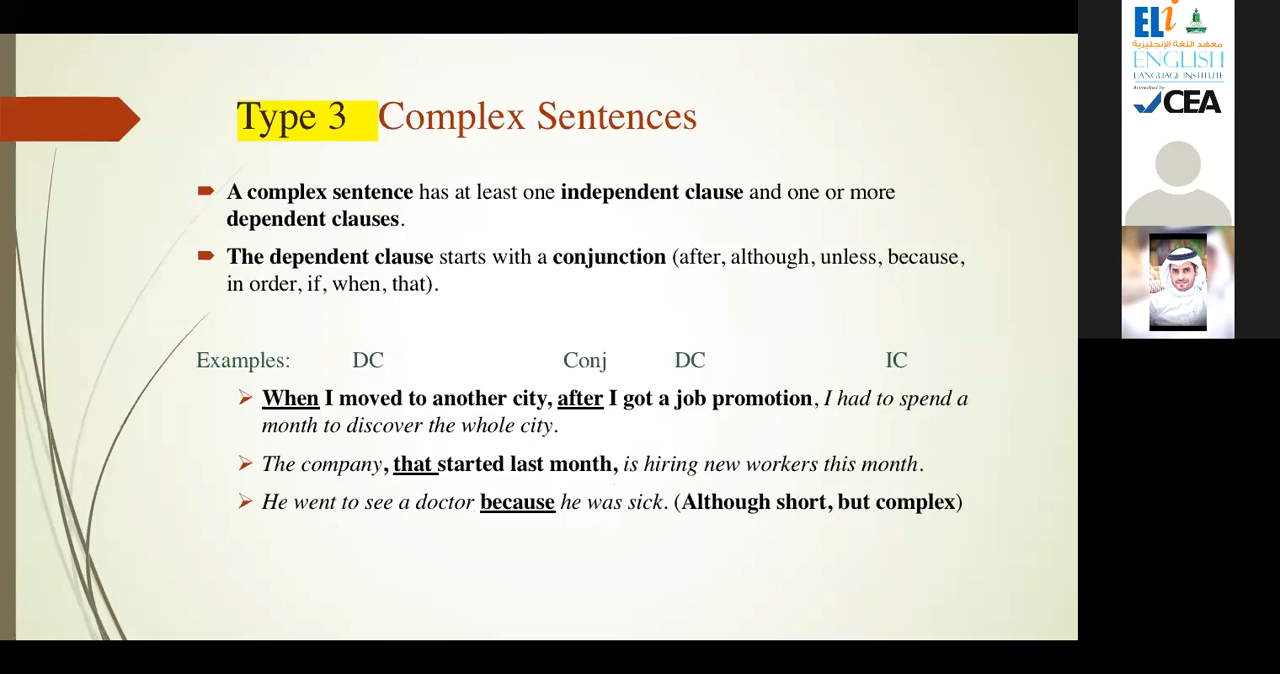 Type 3 Complex Sentences
A complex sentence has at least one independent clause and one or more
dependent clauses.
The dependent clause starts with a conjunction (after, although, unless, because,
in order, if, when, that).
Examples: DC Conj DC IC
When I moved to another city, after I got a job promotion, I had to spend a
month to discover the whole city.
The company, that started last month, is hiring new workers this month.
He went to see a doctor because he was sick. (Although short, but complex)
ELi
معهد اللغة الإنجليزية
ENGLISH
LANGUAGE INSTITUTE
Accredited by
CEA